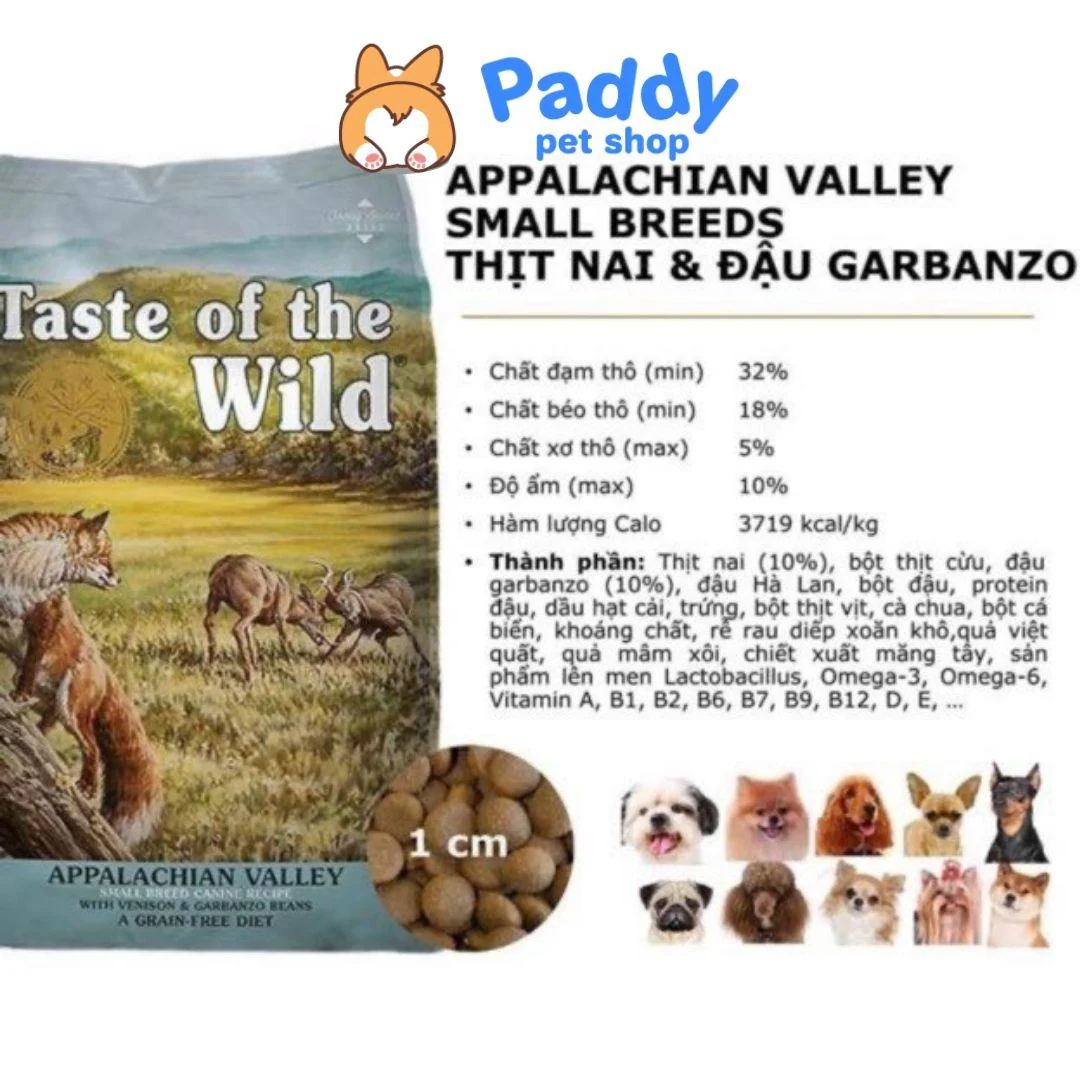 Paddy
pet shop
APPALACHIAN VALLEY
SMALL BREEDS
THỊT NAI & ĐẬU GARBANZO
Taste of the
Wild
• Chất đạm thô (min) 32%
• Chất béo thô (min) 18%
• Chất xơ thô (max) 5%
• Độ ẩm (max) 10%
• Hàm lượng Calo 3719 kcal/kg
• Thành phần: Thịt nai (10%), bột thịt cừu, đậu
garbanzo (10%), đậu Hà Lan, bột đậu, protein
đậu, dầu hạt cải, trứng, bột thịt vịt, cà chua, bột cá
biển, khoáng chất, rễ rau diếp xoăn khô,quả việt
quất, quả mâm xôi, chiết xuất măng tây, sản
phẩm lên men Lactobacillus, Omega-3, Omega-6,
Vitamin A, B1, B2, B6, B7, B9, B12, D, E, ...
1 cm
APPALACHIAN VALLEY
SMALL BREED CANINE RECIPE
WITH VENISON & GARBANZO BEANS
A GRAIN-FREE DIET